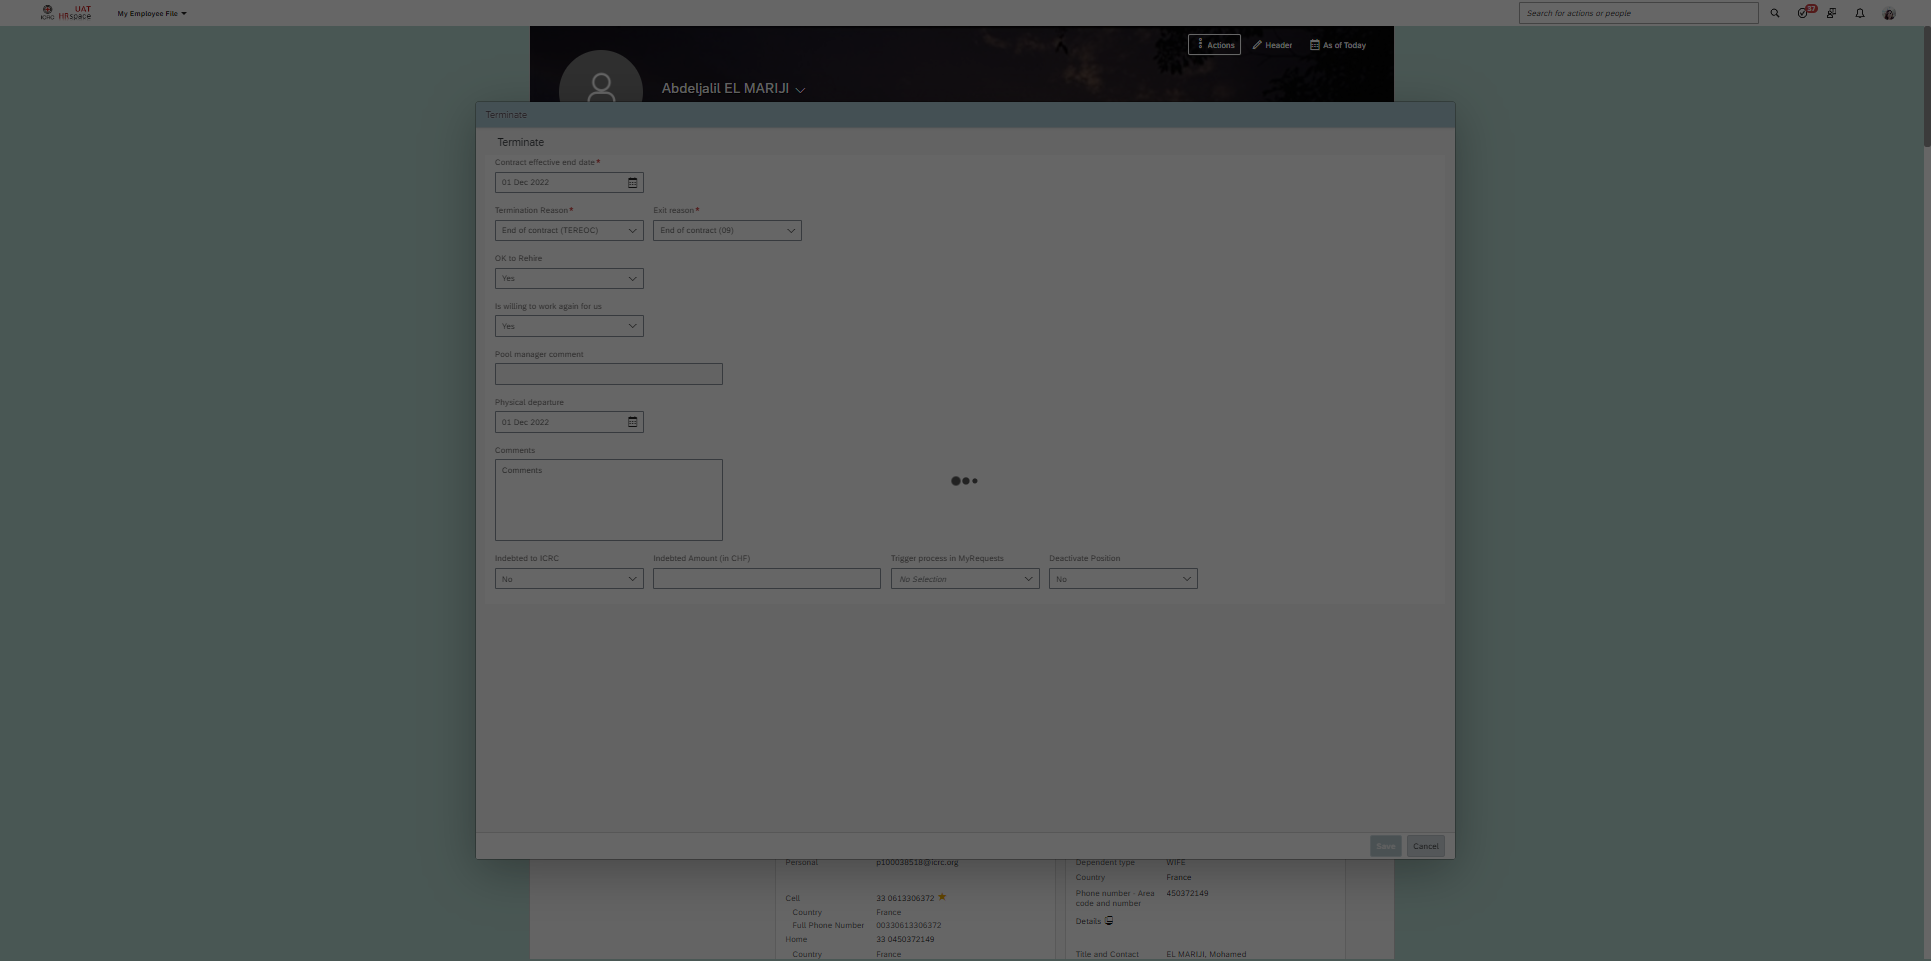 ICRC
UAT
HRspace
My Employee File
Search for actions or people
37
Actions
Header
As of Today
Abdeljalil EL MARIJI
Terminate
Terminate
Contract effective end date*
01 Dec 2022
Termination Reason* Exit reason*
End of contract (TEREOC) End of contract (09)
OK to Rehire
Yes
Is willing to work again for us
Yes
Pool manager comment
Physical departure
01 Dec 2022
Comments
Comments
Indebted to ICRC Indebted Amount (in CHF) Trigger process in MyRequests Deactivate Position
No No Selection No
Save Cancel
Personal p100038518@icrc.org
Cell 33 0613306372
Country France
Full Phone Number 00330613306372
Home 33 0450372149
Country France
Dependent type WIFE
Country France
Phone number - Area 450372149
code and number
Details
Title and Contact EL MARIJI, Mohamed